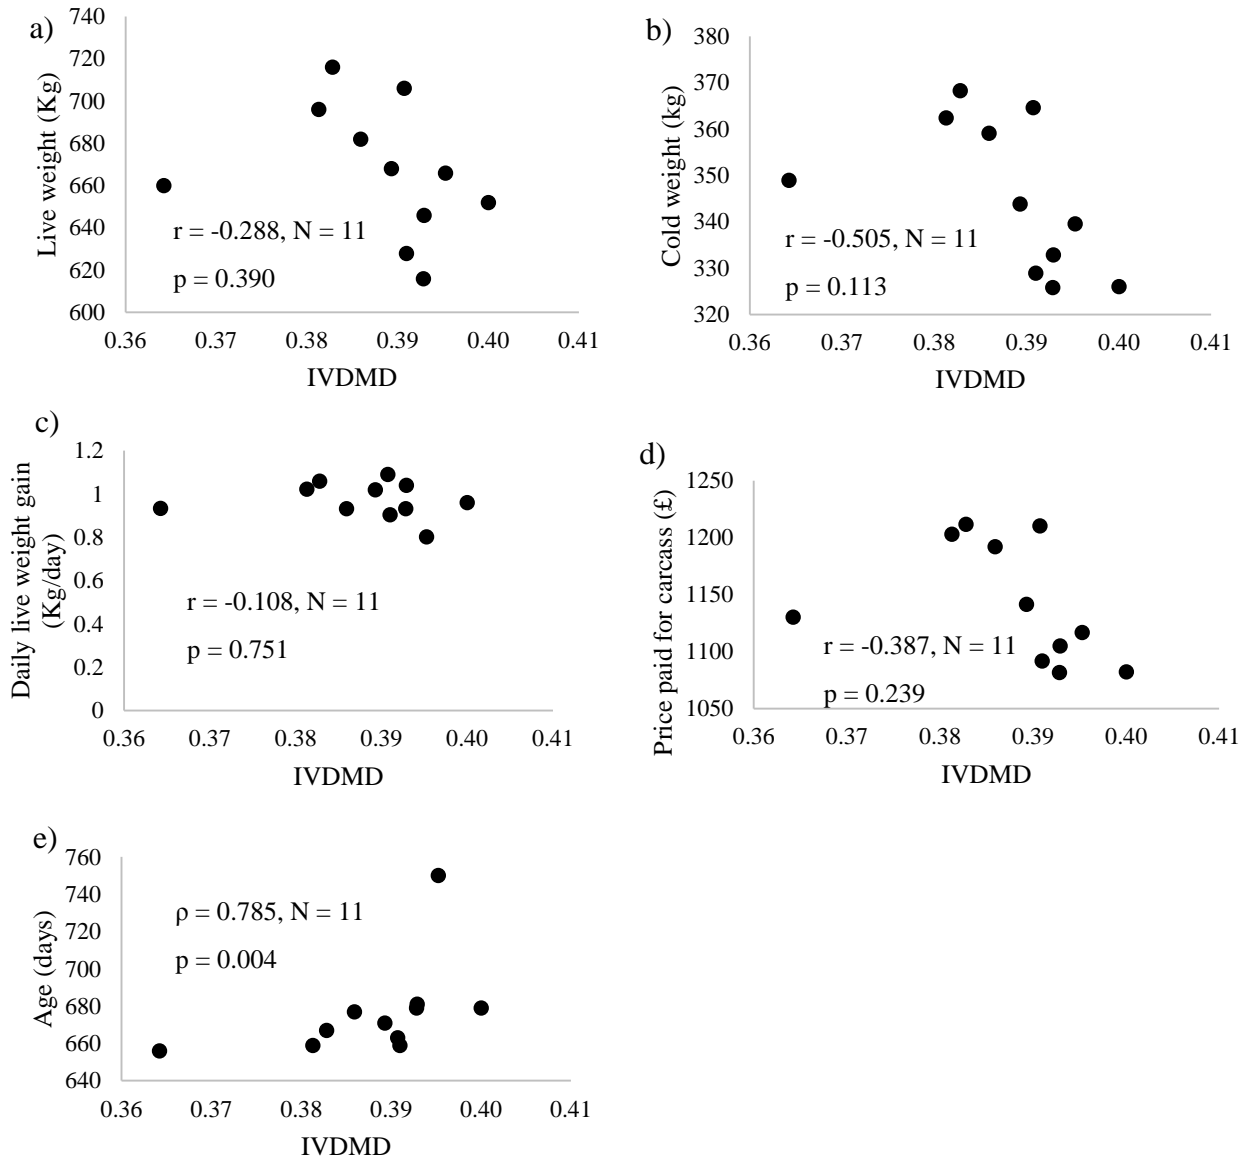 a)
740
720
700
680
660
640
620
600
Live weight (Kg)
r = -0.288, N = 11
p = 0.390
0.36 0.37 0.38 0.39 0.40 0.41
IVDMD
b)
380
370
360
350
340
330
320
Cold weight (kg)
r = -0.505, N = 11
p = 0.113
0.36 0.37 0.38 0.39 0.40 0.41
IVDMD
c)
1.2
1
0.8
0.6
0.4
0.2
0
Daily live weight gain
(Kg/day)
r = -0.108, N = 11
p = 0.751
0.36 0.37 0.38 0.39 0.40 0.41
IVDMD
d)
1250
1200
1150
1100
1050
Price paid for carcass (£)
r = -0.387, N = 11
p = 0.239
0.36 0.37 0.38 0.39 0.40 0.41
IVDMD
e)
760
740
720
700
680
660
640
Age (days)
ρ = 0.785, N = 11
p = 0.004
0.36 0.37 0.38 0.39 0.40 0.41
IVDMD